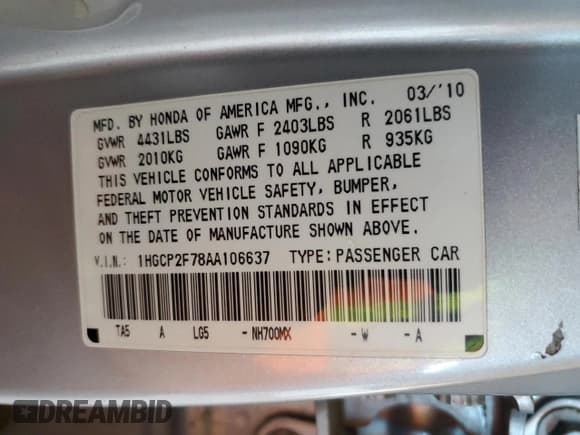 MFD. BY HONDA OF AMERICA MFG., INC. 03/'10
GVWR 4431LBS GAWR F 2403LBS R 2061LBS
GVWR 2010KG GAWR F 1090KG R 935KG
THIS VEHICLE CONFORMS TO ALL APPLICABLE
FEDERAL MOTOR VEHICLE SAFETY, BUMPER,
AND THEFT PREVENTION STANDARDS IN EFFECT
ON THE DATE OF MANUFACTURE SHOWN ABOVE.
V.I.N.: 1HGCP2F78AA106637 TYPE:PASSENGER CAR
TA5 A LG5 -NH700MX -W -A
DREAMBID